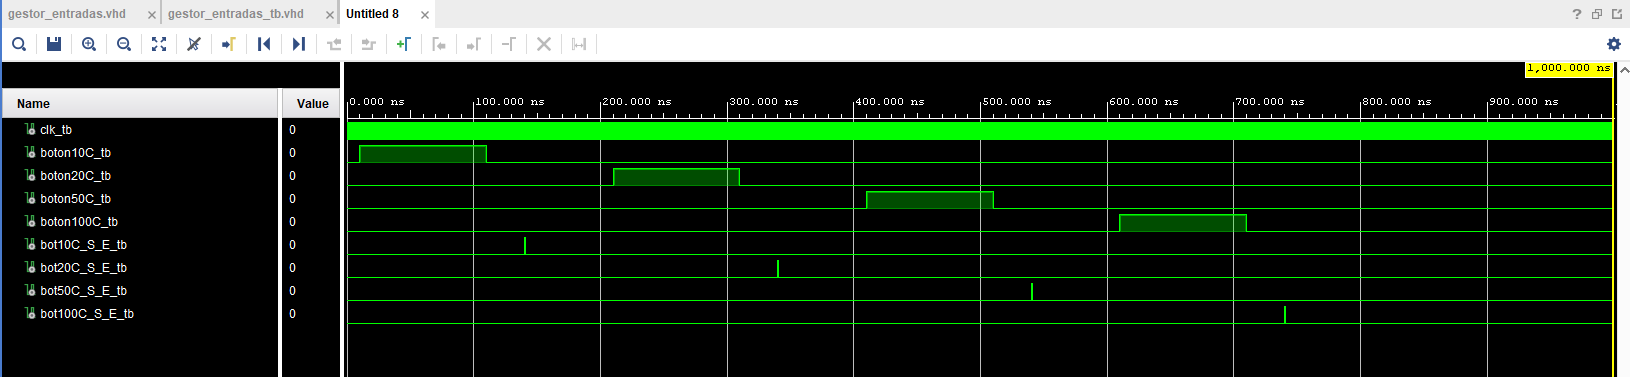 gestor_entradas.vhd × gestor_entradas_tb.vhd × Untitled 8 ×
1,000.000 ns
Name Value
0.000 ns 100.000 ns 200.000 ns 300.000 ns 400.000 ns 500.000 ns 600.000 ns 700.000 ns 800.000 ns 900.000 ns
clk_tb 0
boton10C_tb 0
boton20C_tb 0
boton50C_tb 0
boton100C_tb 0
bot10C_S_E_tb 0
bot20C_S_E_tb 0
bot50C_S_E_tb 0
bot100C_S_E_tb 0